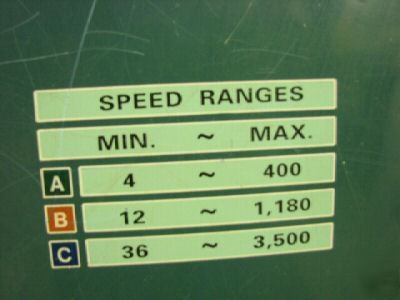 SPEED RANGES
MIN. ~ MAX.
A 4 ~ 400
B 12 ~ 1,180
C 36 ~ 3,500